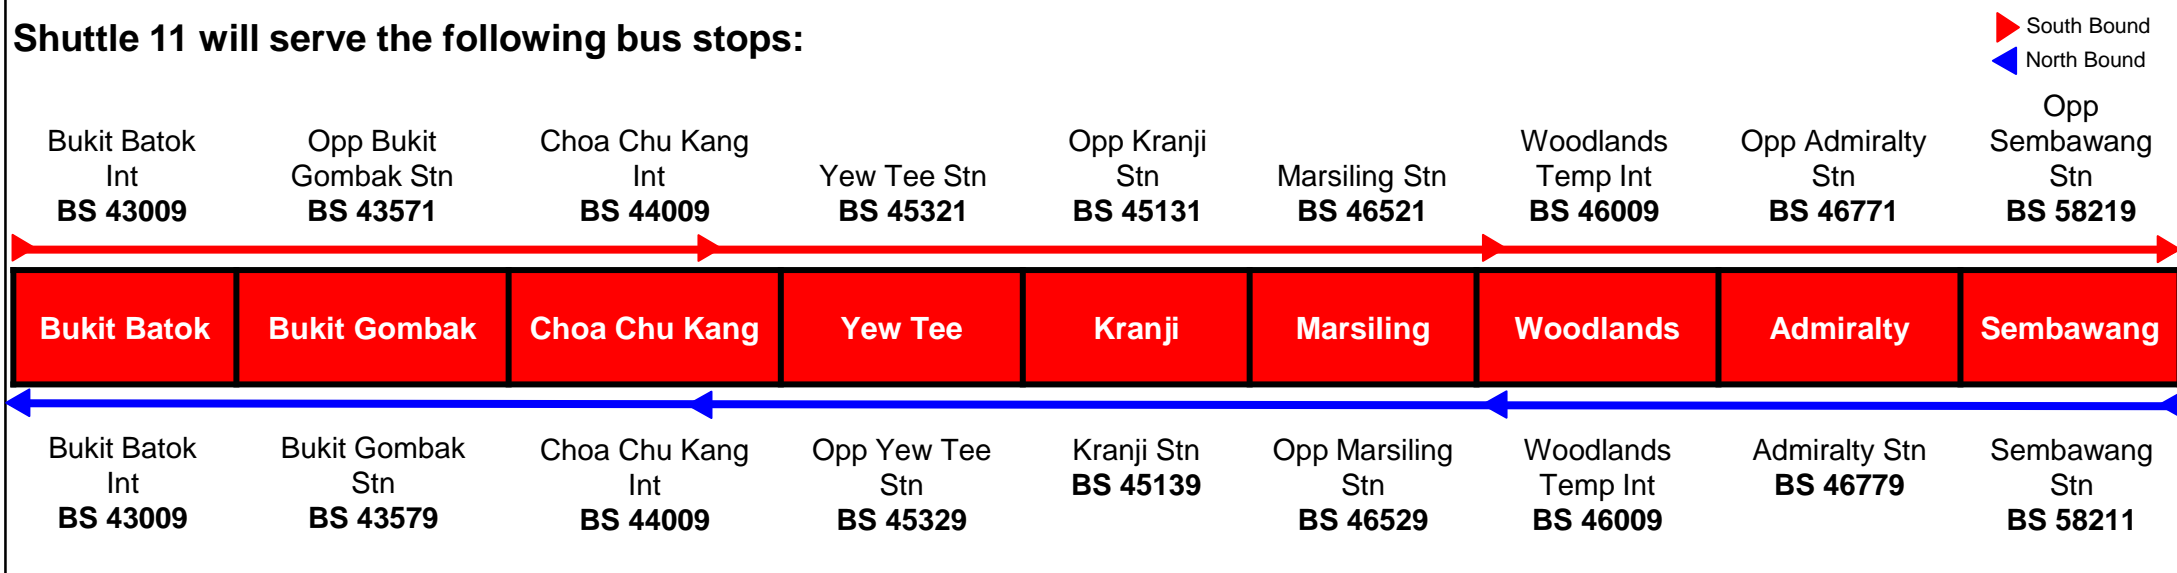 Shuttle 11 will serve the following bus stops:
South Bound
North Bound
Bukit Batok
Int
BS 43009
Opp Bukit
Gombak Stn
BS 43571
Choa Chu Kang
Int
BS 44009
Yew Tee Stn
BS 45321
Opp Kranji
Stn
BS 45131
Marsiling Stn
BS 46521
Woodlands
Temp Int
BS 46009
Opp Admiralty
Stn
BS 46771
Opp
Sembawang
Stn
BS 58219
Bukit Batok
Bukit Gombak
Choa Chu Kang
Yew Tee
Kranji
Marsiling
Woodlands
Admiralty
Sembawang
Bukit Batok
Int
BS 43009
Bukit Gombak
Stn
BS 43579
Choa Chu Kang
Int
BS 44009
Opp Yew Tee
Stn
BS 45329
Kranji Stn
BS 45139
Opp Marsiling
Stn
BS 46529
Woodlands
Temp Int
BS 46009
Admiralty Stn
BS 46779
Sembawang
Stn
BS 58211